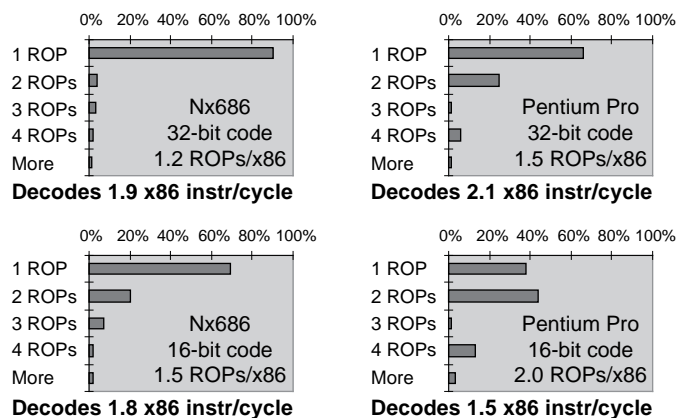 0% 20% 40% 60% 80% 100%
1 ROP
2 ROPs
3 ROPs
4 ROPs
More
Nx686
32-bit code
1.2 ROPs/x86
Decodes 1.9 x86 instr/cycle
0% 20% 40% 60% 80% 100%
1 ROP
2 ROPs
3 ROPs
4 ROPs
More
Pentium Pro
32-bit code
1.5 ROPs/x86
Decodes 2.1 x86 instr/cycle
0% 20% 40% 60% 80% 100%
1 ROP
2 ROPs
3 ROPs
4 ROPs
More
Nx686
16-bit code
1.5 ROPs/x86
Decodes 1.8 x86 instr/cycle
0% 20% 40% 60% 80% 100%
1 ROP
2 ROPs
3 ROPs
4 ROPs
More
Pentium Pro
16-bit code
2.0 ROPs/x86
Decodes 1.5 x86 instr/cycle